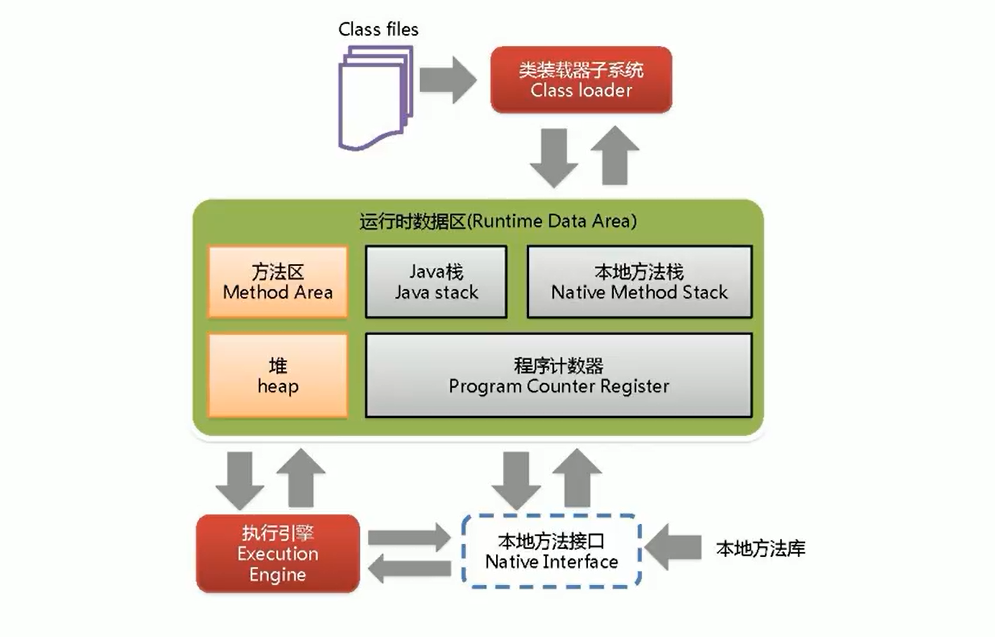 Class files
类装载器子系统
Class loader
运行时数据区(Runtime Data Area)
方法区
Method Area
Java栈
Java stack
本地方法栈
Native Method Stack
堆
heap
程序计数器
Program Counter Register
执行引擎
Execution
Engine
本地方法接口
Native Interface
本地方法库